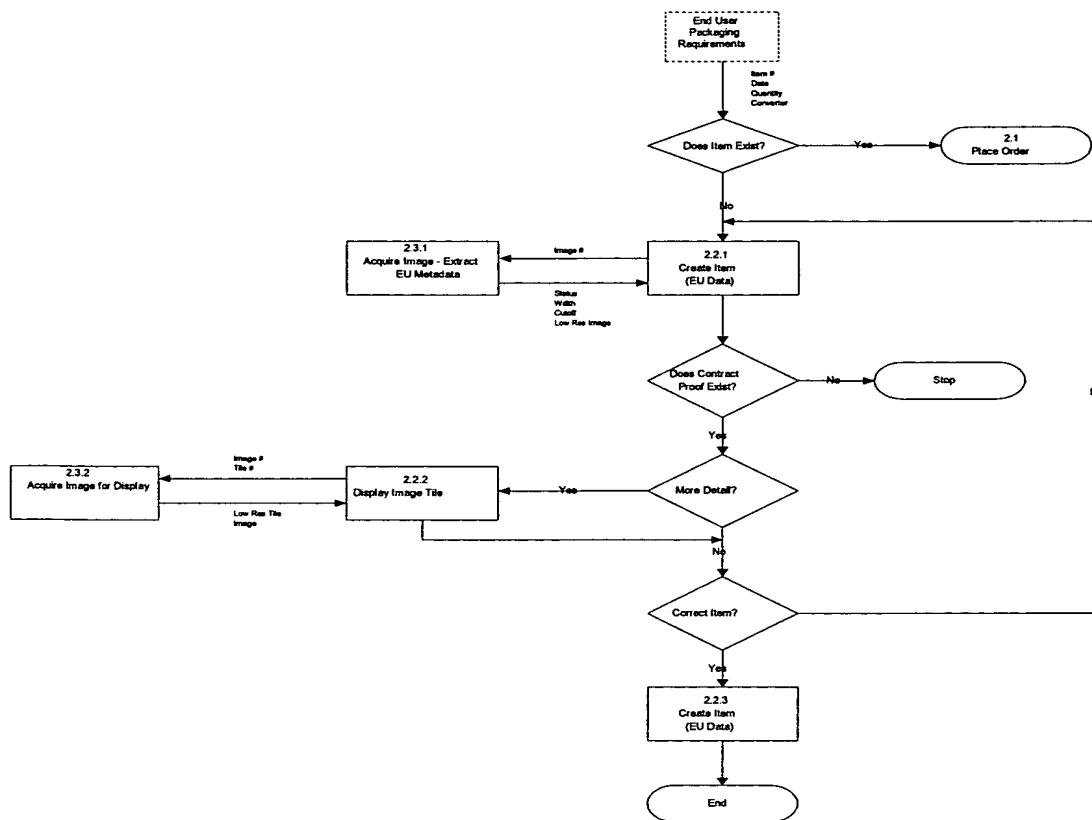 End User
Packaging
Requirements
Item #
Date
Quantity
Converter
Does Item Exist?
Yes
2.1
Place Order
No
2.3.1
Acquire Image - Extract
EU Metadata
Image #
Status
Width
Cutoff
Low Res Image
2.2.1
Create Item
(EU Data)
Does Contract
Proof Exist?
No
Stop
Yes
2.3.2
Acquire Image for Display
Image #
Tile #
Low Res Tile
Image
2.2.2
Display Image Tile
Yes
More Detail?
No
Correct Item?
Yes
2.2.3
Create Item
(EU Data)
End